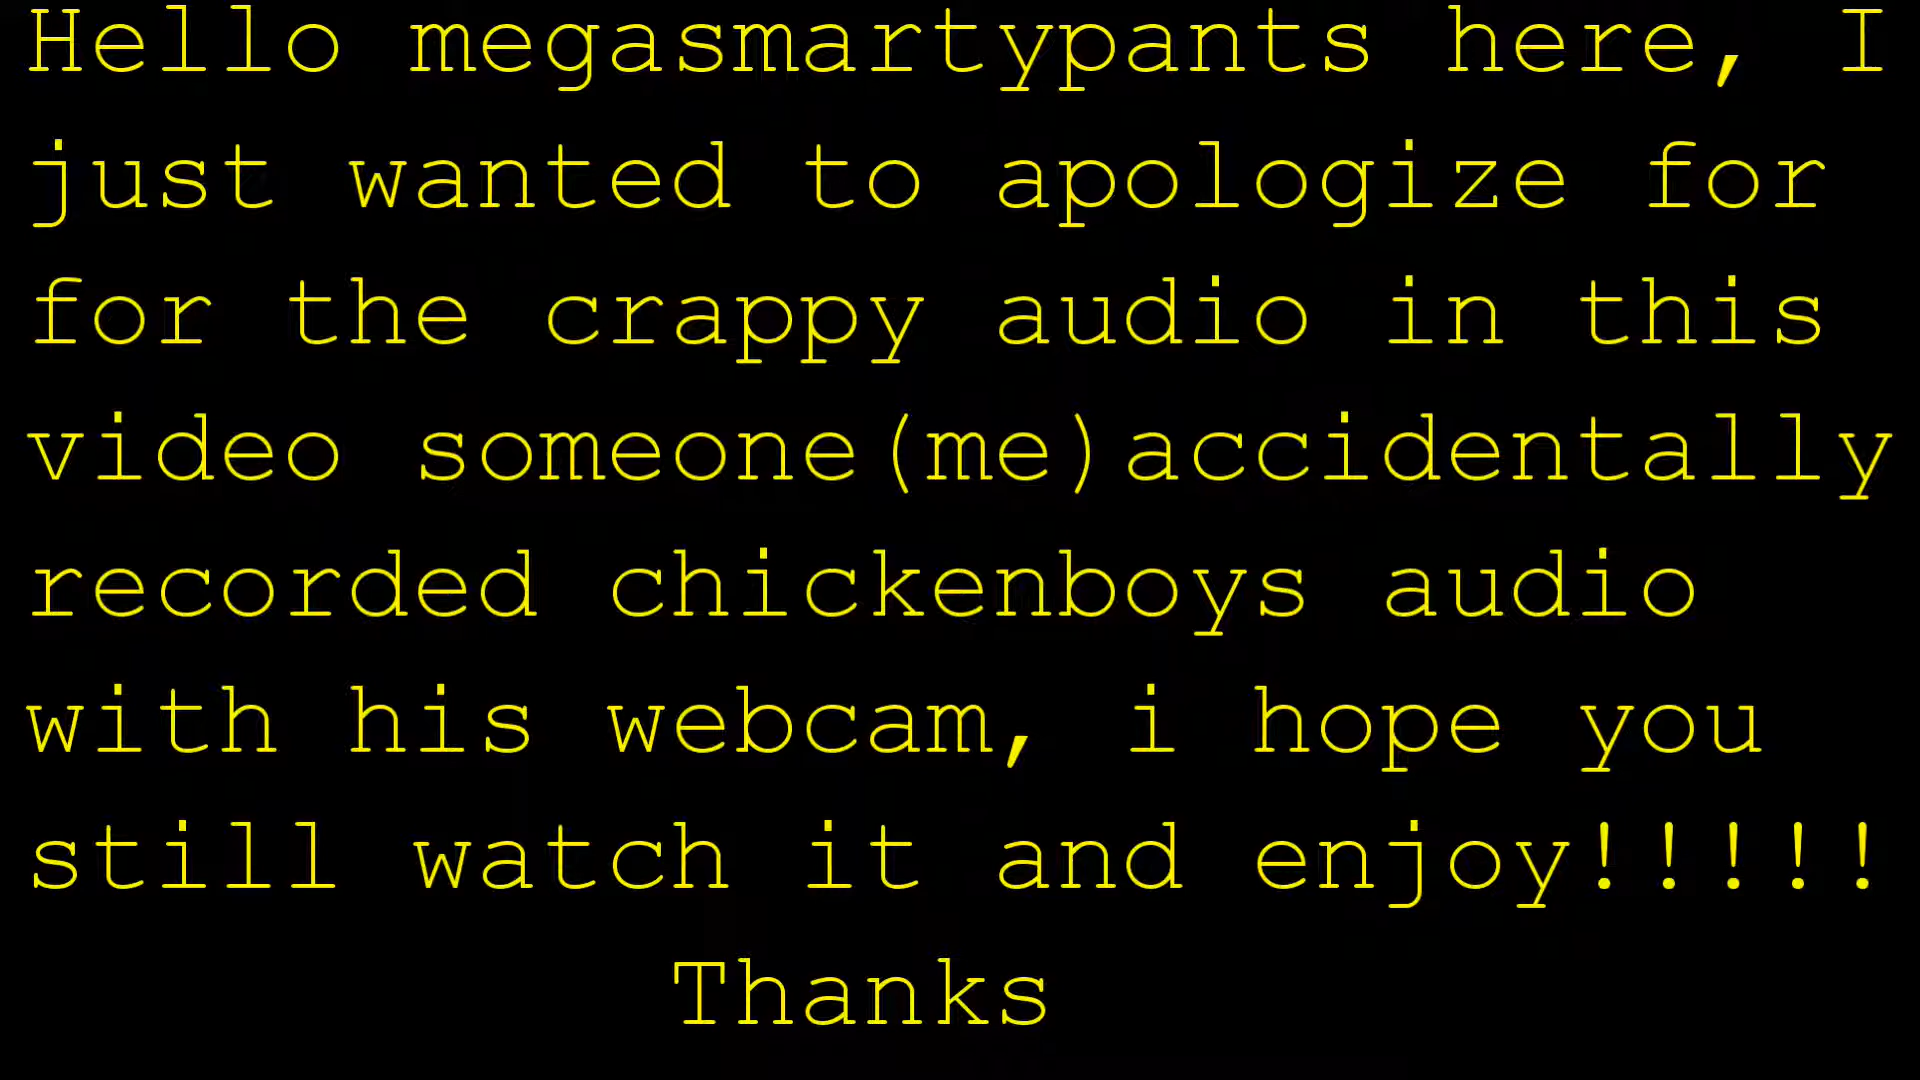 Hello megasmartypants here, I
just wanted to apologize for
for the crappy audio in this
video someone(me)accidentally
recorded chickenboys audio
with his webcam, i hope you
still watch it and enjoy!!!!!
Thanks